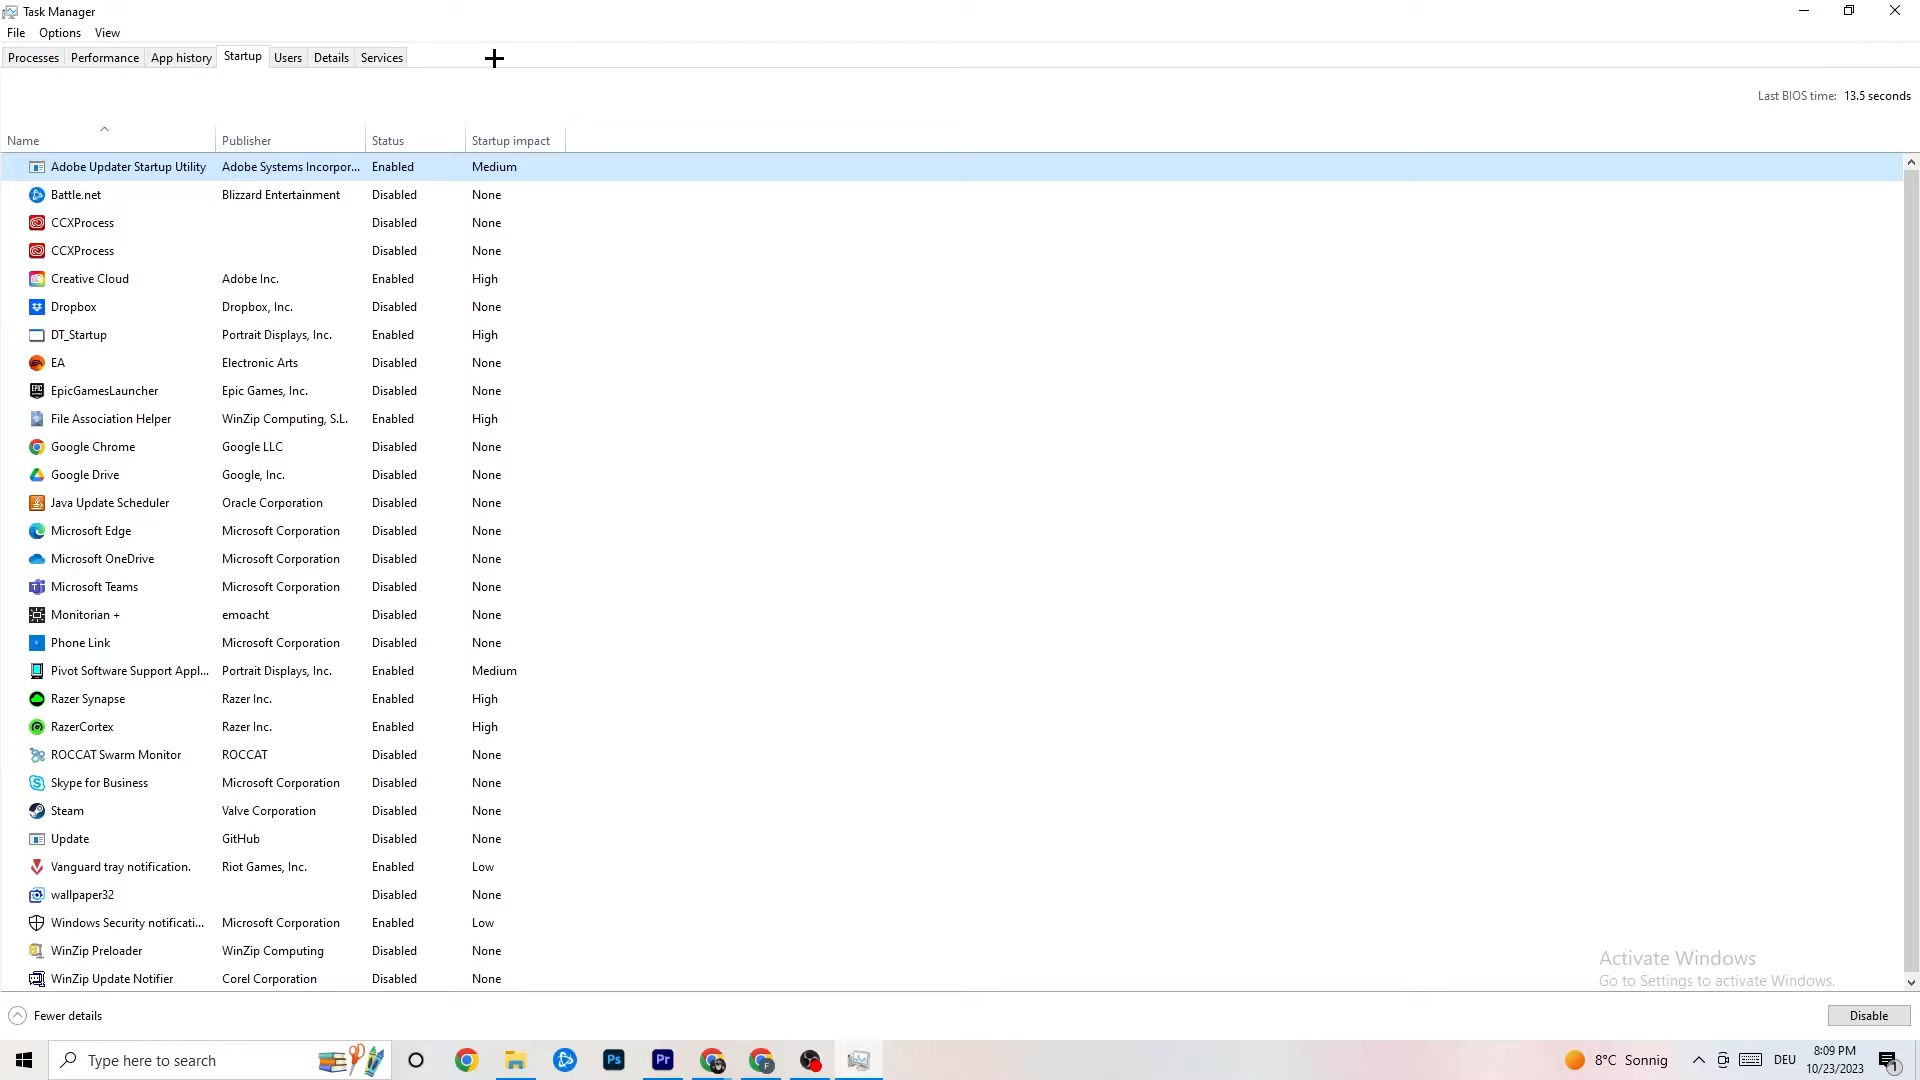 Task Manager
File Options View
Processes Performance App history Startup Users Details Services
Last BIOS time: 13.5 seconds
Name Publisher Status Startup impact
Adobe Updater Startup Utility Adobe Systems Incorpor... Enabled Medium
Battle.net Blizzard Entertainment Disabled None
CCXProcess Disabled None
CCXProcess Disabled None
Creative Cloud Adobe Inc. Enabled High
Dropbox Dropbox, Inc. Disabled None
DT_Startup Portrait Displays, Inc. Enabled High
EA Electronic Arts Disabled None
EpicGamesLauncher Epic Games, Inc. Disabled None
File Association Helper WinZip Computing, S.L. Enabled High
Google Chrome Google LLC Disabled None
Google Drive Google, Inc. Disabled None
Java Update Scheduler Oracle Corporation Disabled None
Microsoft Edge Microsoft Corporation Disabled None
Microsoft OneDrive Microsoft Corporation Disabled None
Microsoft Teams Microsoft Corporation Disabled None
Monitorian + emoacht Disabled None
Phone Link Microsoft Corporation Disabled None
Pivot Software Support Appl... Portrait Displays, Inc. Enabled Medium
Razer Synapse Razer Inc. Enabled High
RazerCortex Razer Inc. Enabled High
ROCCAT Swarm Monitor ROCCAT Disabled None
Skype for Business Microsoft Corporation Disabled None
Steam Valve Corporation Disabled None
Update GitHub Disabled None
Vanguard tray notification. Riot Games, Inc. Enabled Low
wallpaper32 Disabled None
Windows Security notificati... Microsoft Corporation Enabled Low
WinZip Preloader WinZip Computing Disabled None
WinZip Update Notifier Corel Corporation Disabled None
Activate Windows
Go to Settings to activate Windows.
Fewer details Disable
Type here to search Ps Pr F 8°C Sonnig DEU 8:09 PM 1
10/23/2023